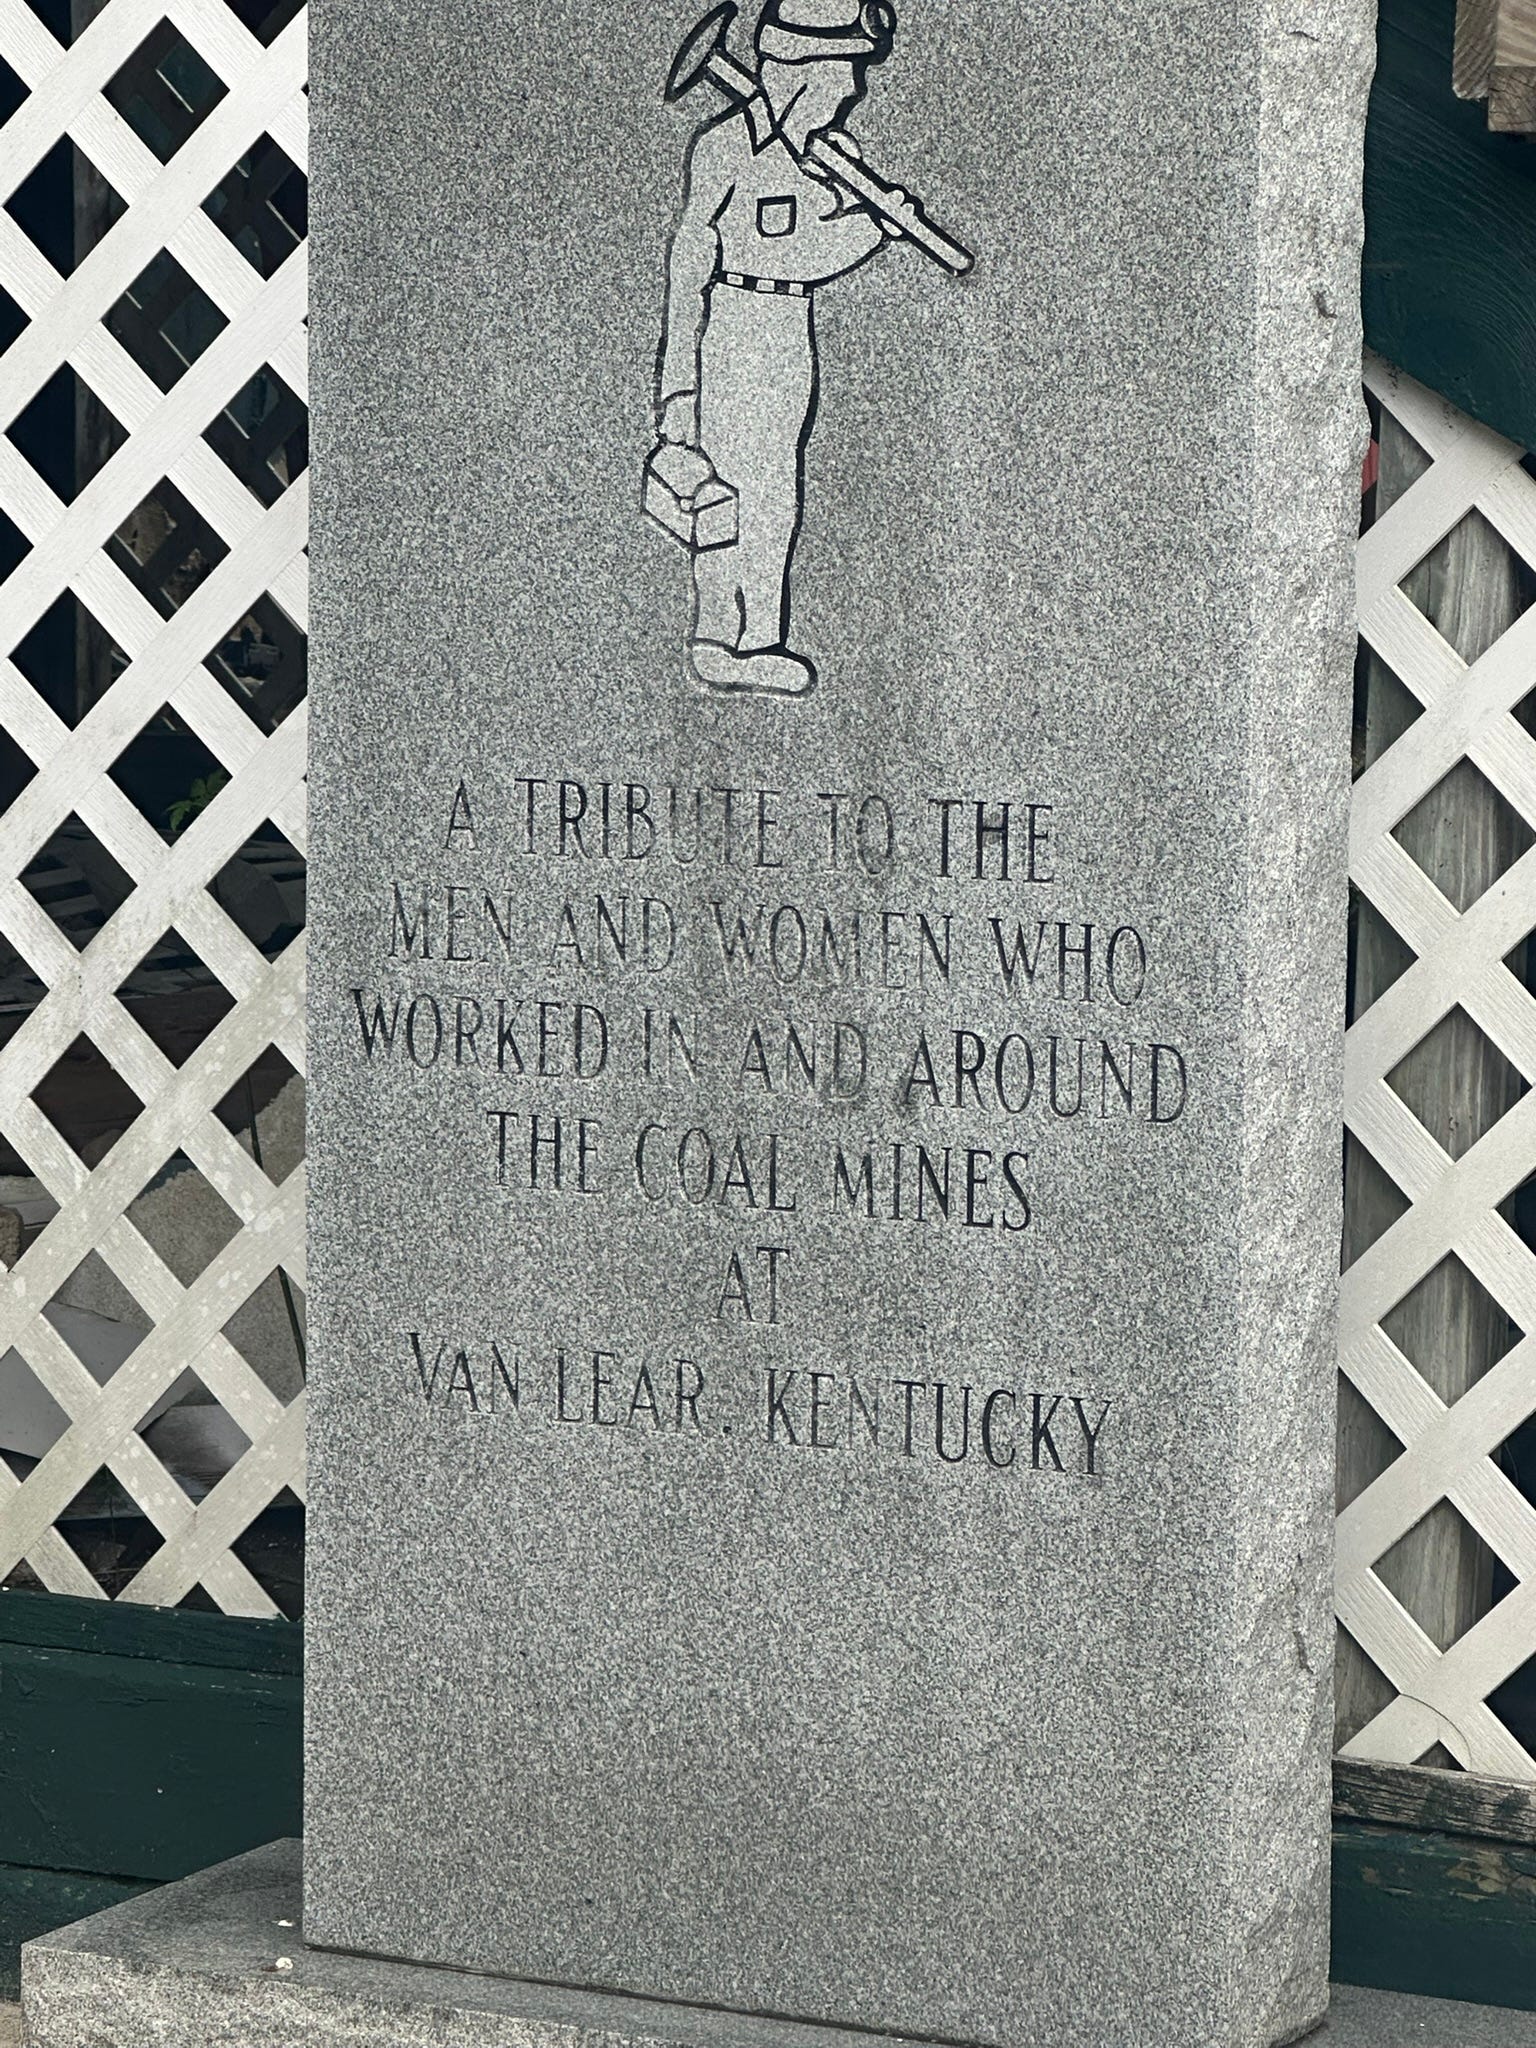 A TRIBUTE TO THE
MEN AND WOMEN WHO
WORKED IN AND AROUND
THE COAL MINES
AT
VAN LEAR, KENTUCKY